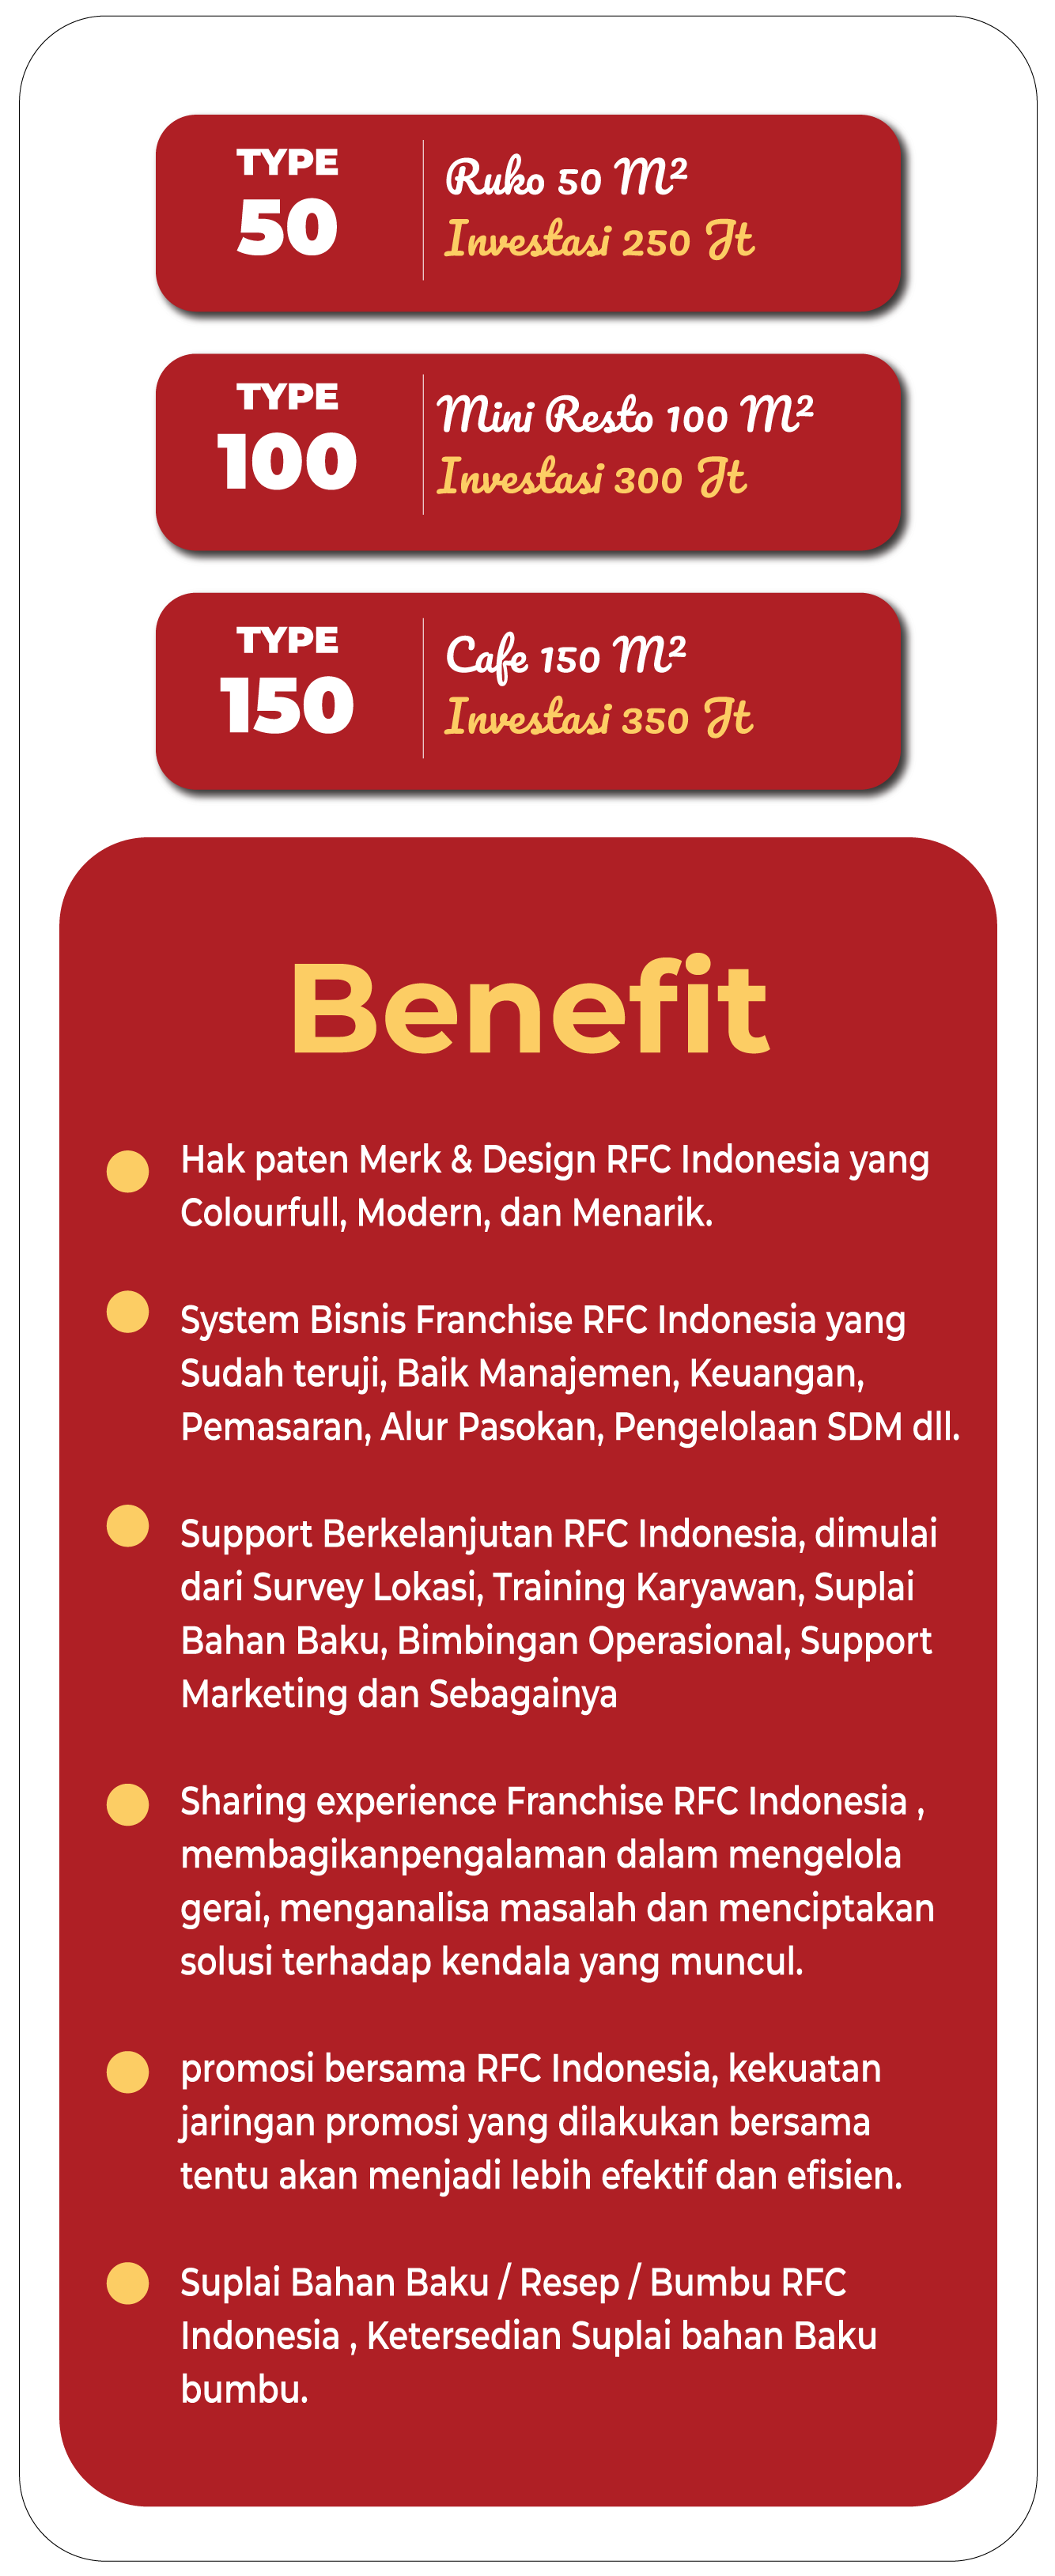 TYPE
50
Ruko 50 M²
Investasi 250 Jt
TYPE
100
Mini Resto 100 M²
Investasi 300 Jt
TYPE
150
Cafe 150 M²
Investasi 350 Jt
Benefit
Hak paten Merk & Design RFC Indonesia yang
Colourfull, Modern, dan Menarik.
System Bisnis Franchise RFC Indonesia yang
Sudah teruji, Baik Manajemen, Keuangan,
Pemasaran, Alur Pasokan, Pengelolaan SDM dll.
Support Berkelanjutan RFC Indonesia, dimulai
dari Survey Lokasi, Training Karyawan, Suplai
Bahan Baku, Bimbingan Operasional, Support
Marketing dan Sebagainya
Sharing experience Franchise RFC Indonesia ,
membagikanpengalaman dalam mengelola
gerai, menganalisa masalah dan menciptakan
solusi terhadap kendala yang muncul.
promosi bersama RFC Indonesia, kekuatan
jaringan promosi yang dilakukan bersama
tentu akan menjadi lebih efektif dan efisien.
Suplai Bahan Baku / Resep / Bumbu RFC
Indonesia , Ketersedian Suplai bahan Baku
bumbu.